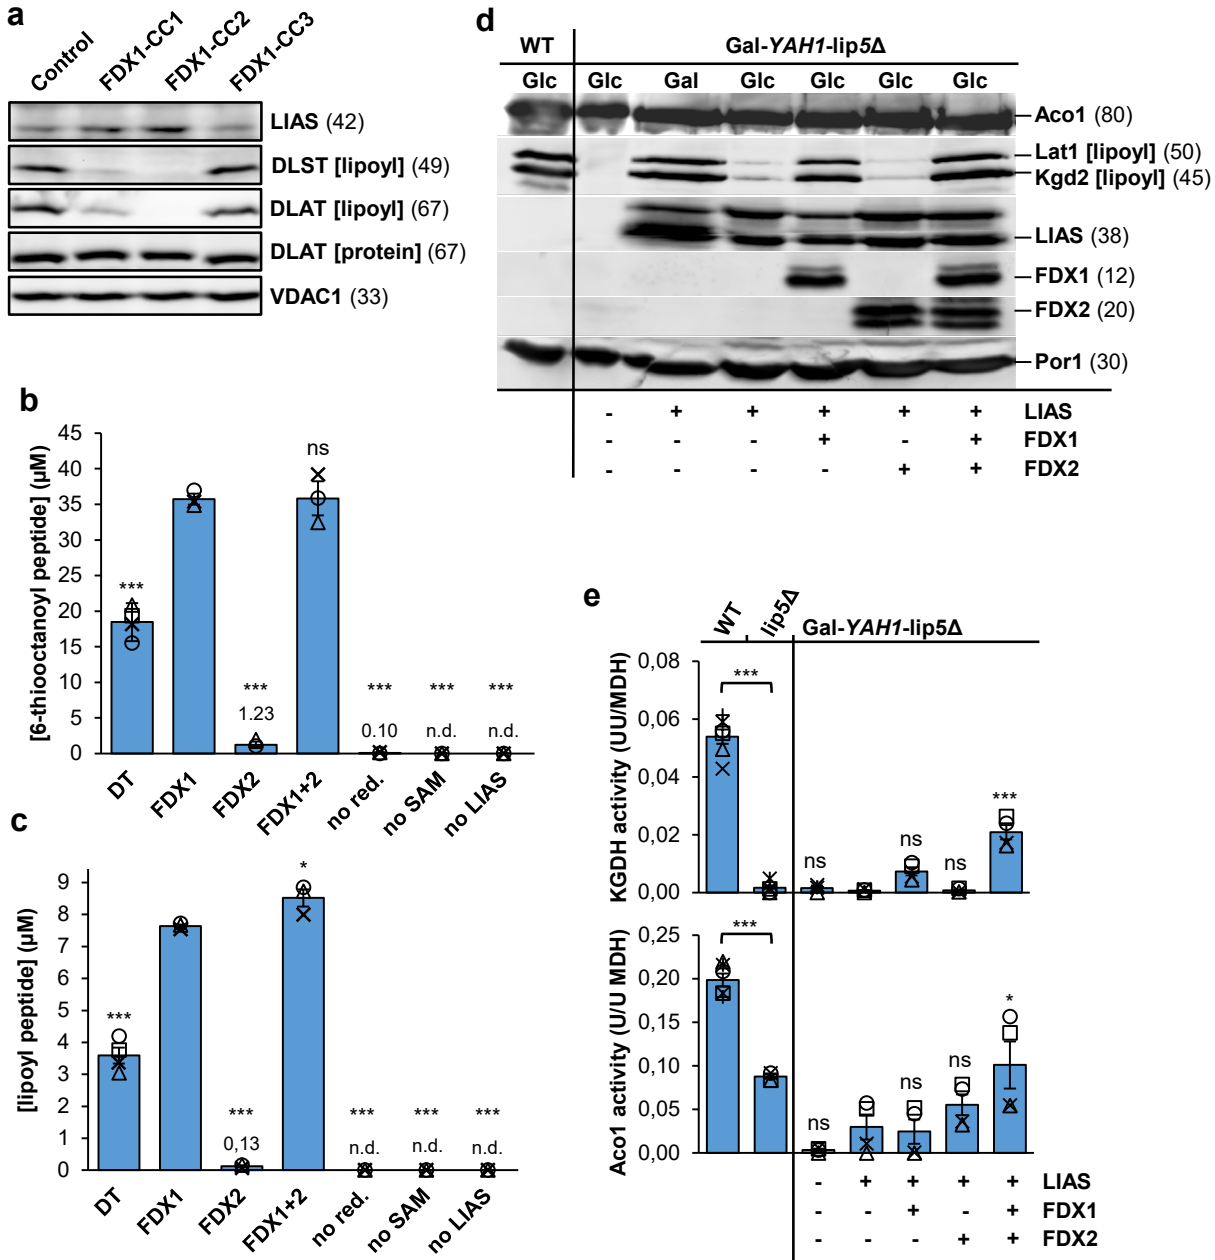 a
Control
FDX1-CC1
FDX1-CC2
FDX1-CC3
LIAS (42)
DLST [lipoyl] (49)
DLAT [lipoyl] (67)
DLAT [protein] (67)
VDAC1 (33)
b
[6-thiooctanoyl peptide] (µM)
45
40
35
30
25
20
15
10
5
0
***
***
1.23
ns
***
0.10
***
n.d.
***
n.d.
DT
FDX1
FDX2
FDX1+2
no red.
no SAM
no LIAS
c
[lipoyl peptide] (µM)
9
8
7
6
5
4
3
2
1
0
***
***
0,13
*
***
n.d.
***
n.d.
***
n.d.
DT
FDX1
FDX2
FDX1+2
no red.
no SAM
no LIAS
d
WT
Gal-YAH1-lip5Δ
Glc Glc Gal Glc Glc Glc Glc
Aco1 (80)
Lat1 [lipoyl] (50)
Kgd2 [lipoyl] (45)
LIAS (38)
FDX1 (12)
FDX2 (20)
Por1 (30)
- + + + + + LIAS
- - - + - + FDX1
- - - - + + FDX2
e
WT
lip5Δ
Gal-YAH1-lip5Δ
KGDH activity (UU/MDH)
0,08
0,06
0,04
0,02
0,00
***
ns
ns
ns
***
Aco1 activity (U/U MDH)
0,25
0,20
0,15
0,10
0,05
0,00
***
ns
ns
ns
*
- + + + + LIAS
- - + - + FDX1
- - - + + FDX2